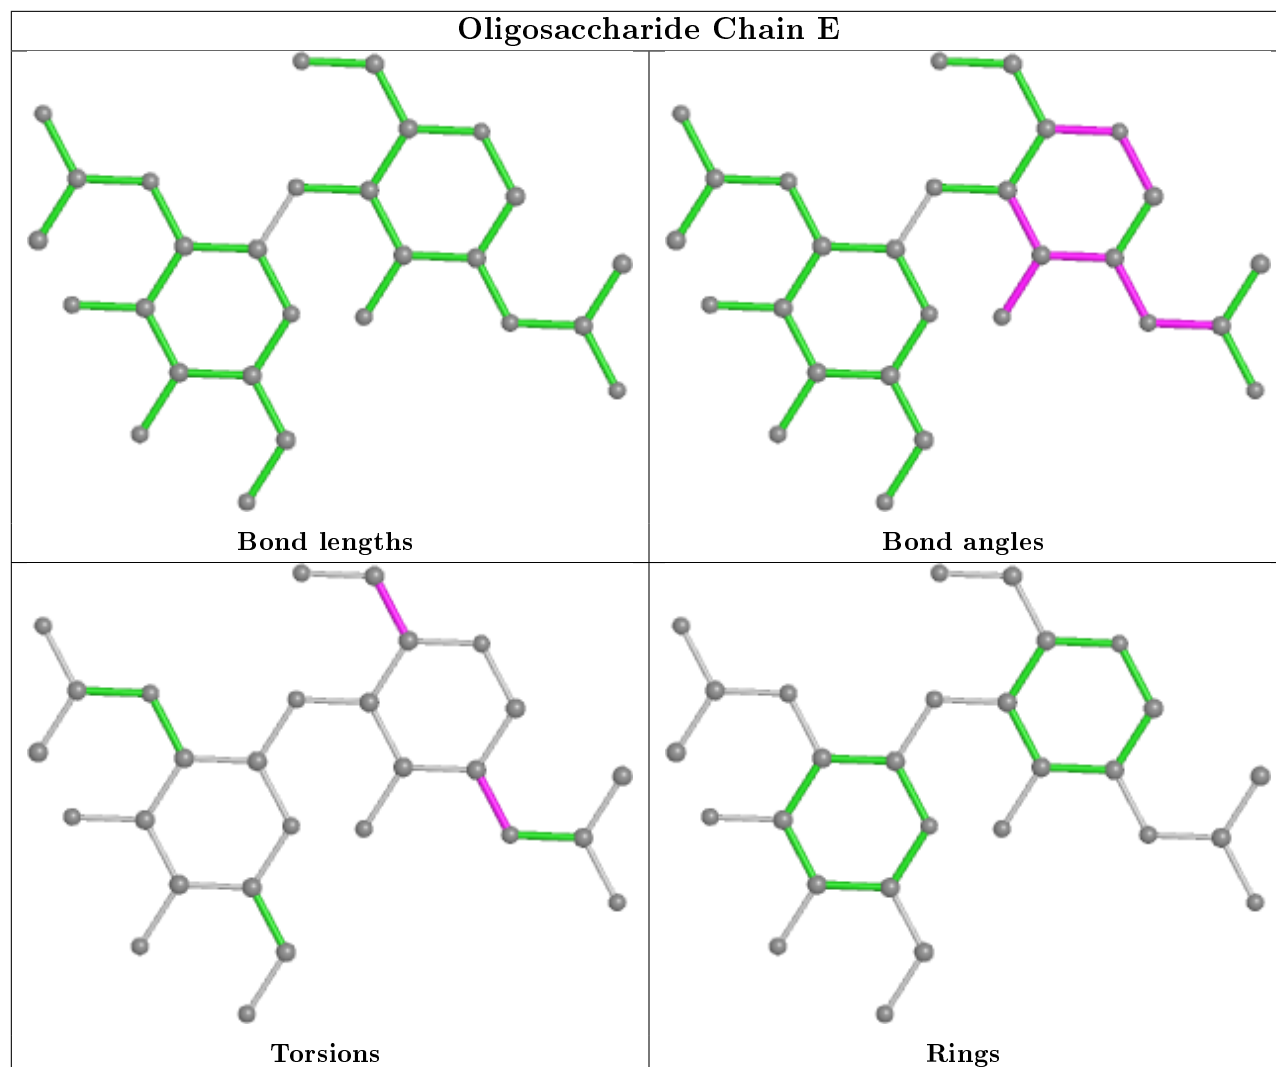 Oligosaccharide Chain E
Bond lengths
Bond angles
Torsions
Rings